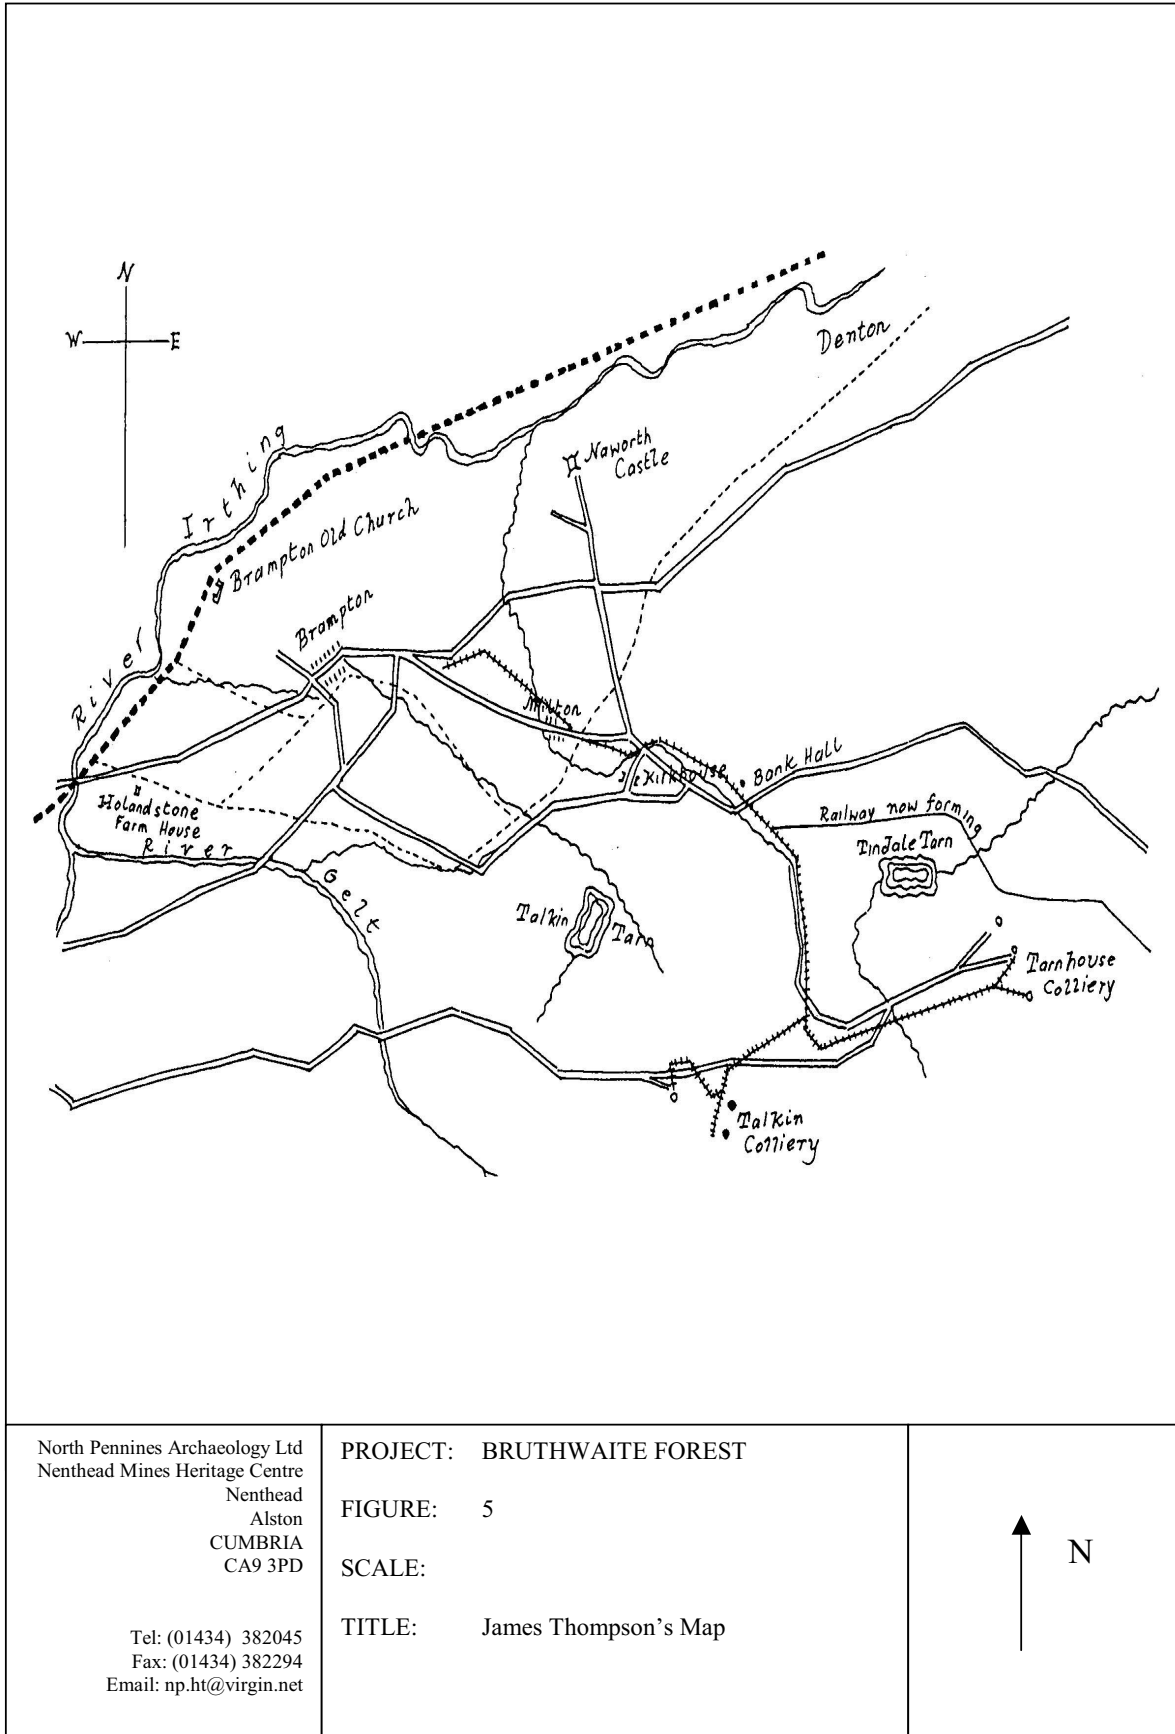 N
W E
Denton
Naworth
Castle
River Irthing
Brampton Old Church
Brampton
Milton
Kirkhouse
Bank Hall
Railway now forming
Tindale Tarn
Holandstone
Farm House
River Gelt
Talkin Tarn
Tarnhouse
Colliery
Talkin
Colliery
North Pennines Archaeology Ltd
Nenthead Mines Heritage Centre
Nenthead
Alston
CUMBRIA
CA9 3PD
Tel: (01434) 382045
Fax: (01434) 382294
Email: np.ht@virgin.net
PROJECT: BRUTHWAITE FOREST
FIGURE: 5
SCALE:
TITLE: James Thompson's Map
N